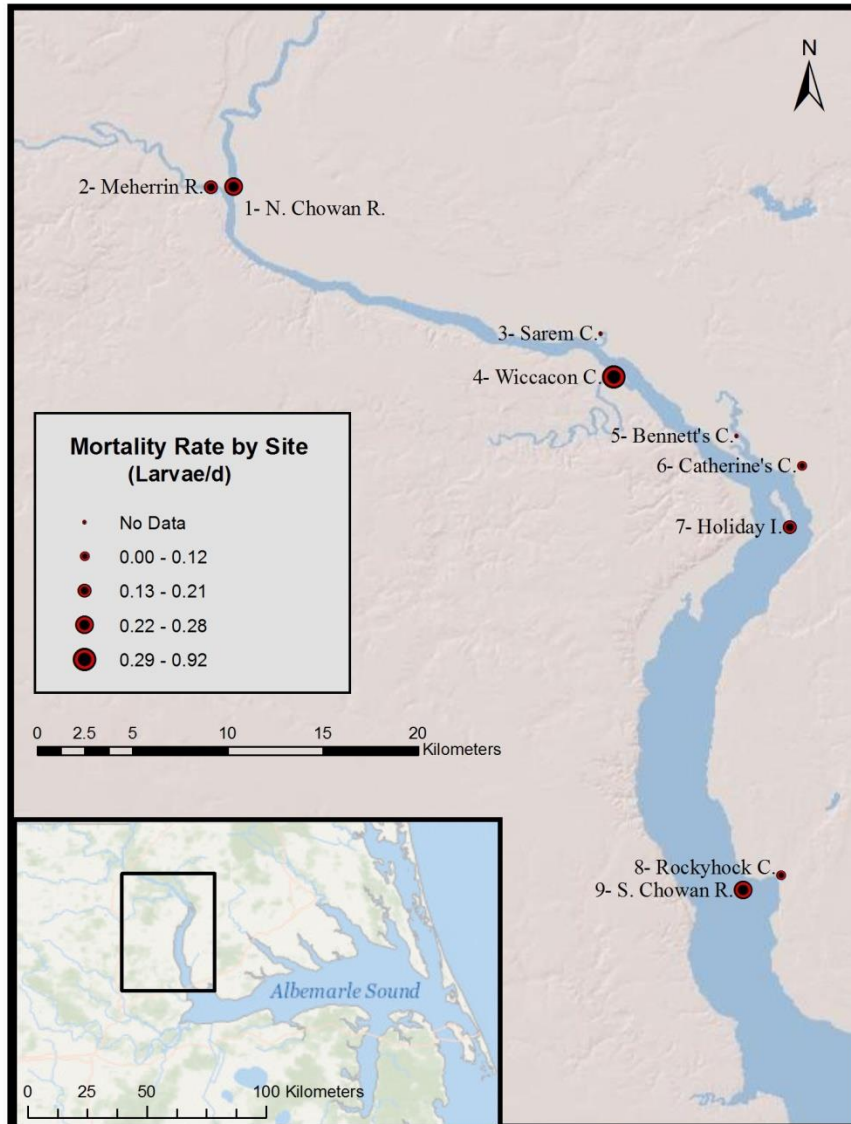 N
2- Meherrin R.
1- N. Chowan R.
3- Sarem C.
4- Wiccacon C.
5- Bennett's C.
6- Catherine's C.
7- Holiday I.
Mortality Rate by Site
(Larvae/d)
No Data
0.00 - 0.12
0.13 - 0.21
0.22 - 0.28
0.29 - 0.92
0 2.5 5 10 15 20
Kilometers
8- Rockyhock C.
9- S. Chowan R.
Albemarle Sound
0 25 50 100 Kilometers